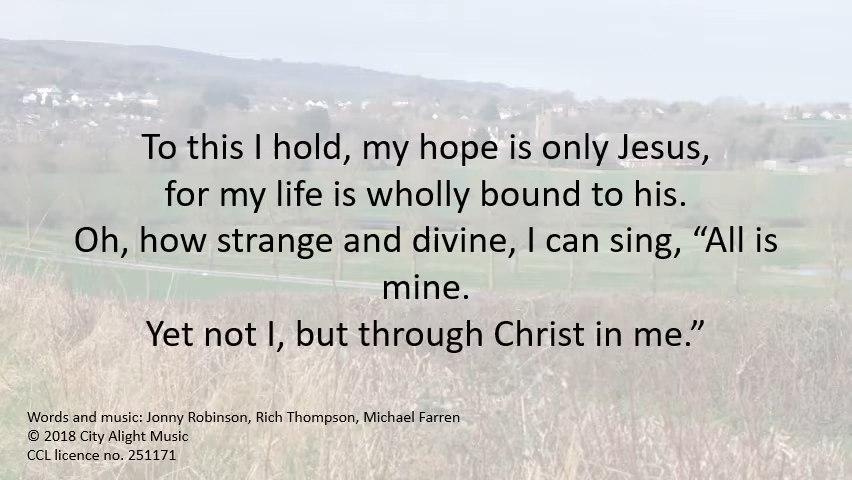 To this I hold, my hope is only Jesus,
for my life is wholly bound to his.
Oh, how strange and divine, I can sing, “All is
mine.
Yet not I, but through Christ in me.”
Words and music: Jonny Robinson, Rich Thompson, Michael Farren
© 2018 City Alight Music
CCL licence no. 251171